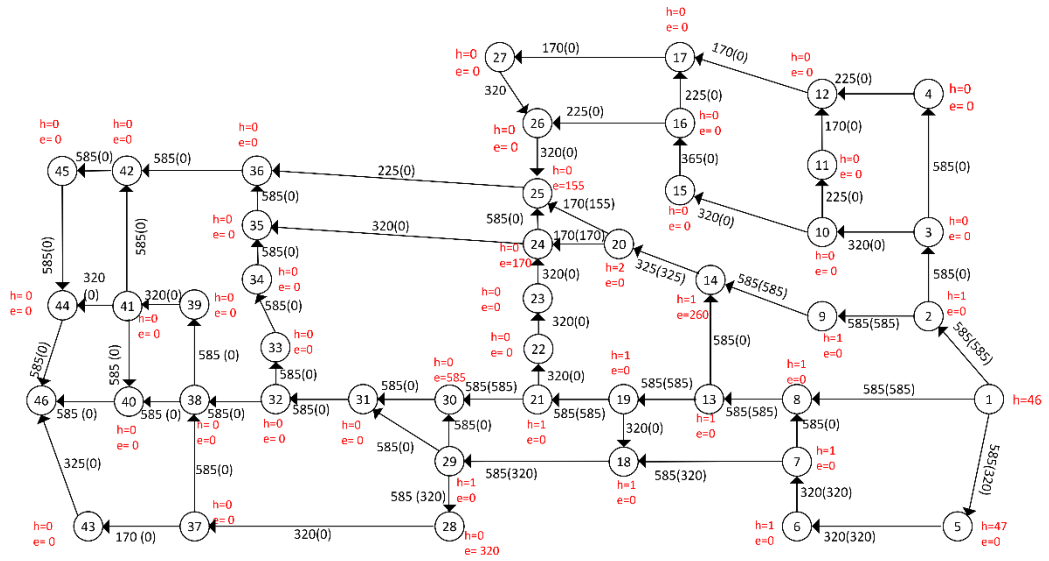 h=0
e= 0
h=0
e= 0
27
170(0)
17
170(0)
h=0
e= 0
12
225(0)
4
h=0
e= 0
320
225(0)
170(0)
h=0
e= 0
26
225(0)
16
h=0
e= 0
h=0
e= 0
h=0
e= 0
h=0
e= 0
320(0)
365(0)
11
h=0
e= 0
585(0)
45
585(0)
42
585(0)
36
225(0)
h=0
e=155
25
15
h=0
e= 0
225(0)
585(0)
h=0
e= 0
35
320(0)
585(0)
170(155)
320(0)
10
h=0
e= 0
320(0)
3
h=0
e= 0
h=0
e=170
24
170(170)
20
h=2
e=0
585(0)
585(0)
585(0)
585(0)
34
h=0
e= 0
320(0)
325(325)
14
h=1
e=260
585(585)
h= 0
e= 0
44
320
(0)
41
h=0
e= 0
320(0)
39
h=0
e= 0
585(0)
h=0
e= 0
23
9
h=1
e=0
585(585)
2
h=1
e=0
320(0)
585(0)
585 (0)
585 (0)
33
h=0
e= 0
h=0
e= 0
22
585(0)
585(585)
585(0)
h=0
e=585
320(0)
h=1
e=0
h=1
e=0
46
585 (0)
40
h=0
e= 0
585 (0)
38
h=0
e= 0
585(0)
32
h=0
e= 0
585(0)
31
h=0
e= 0
585(0)
30
585(585)
21
h=1
e=0
585(585)
19
585(585)
13
h=1
e=0
585(585)
8
585(585)
1
h=46
325(0)
585(0)
585(0)
585(0)
29
h=1
e=0
585(320)
320(0)
18
h=1
e=0
585(320)
585(0)
7
h=1
e=0
585(320)
585 (320)
320(320)
h=0
e= 0
43
170 (0)
37
h=0
e= 0
320(0)
28
h=0
e= 320
h=1
e=0
6
320(320)
5
h=47
e=0